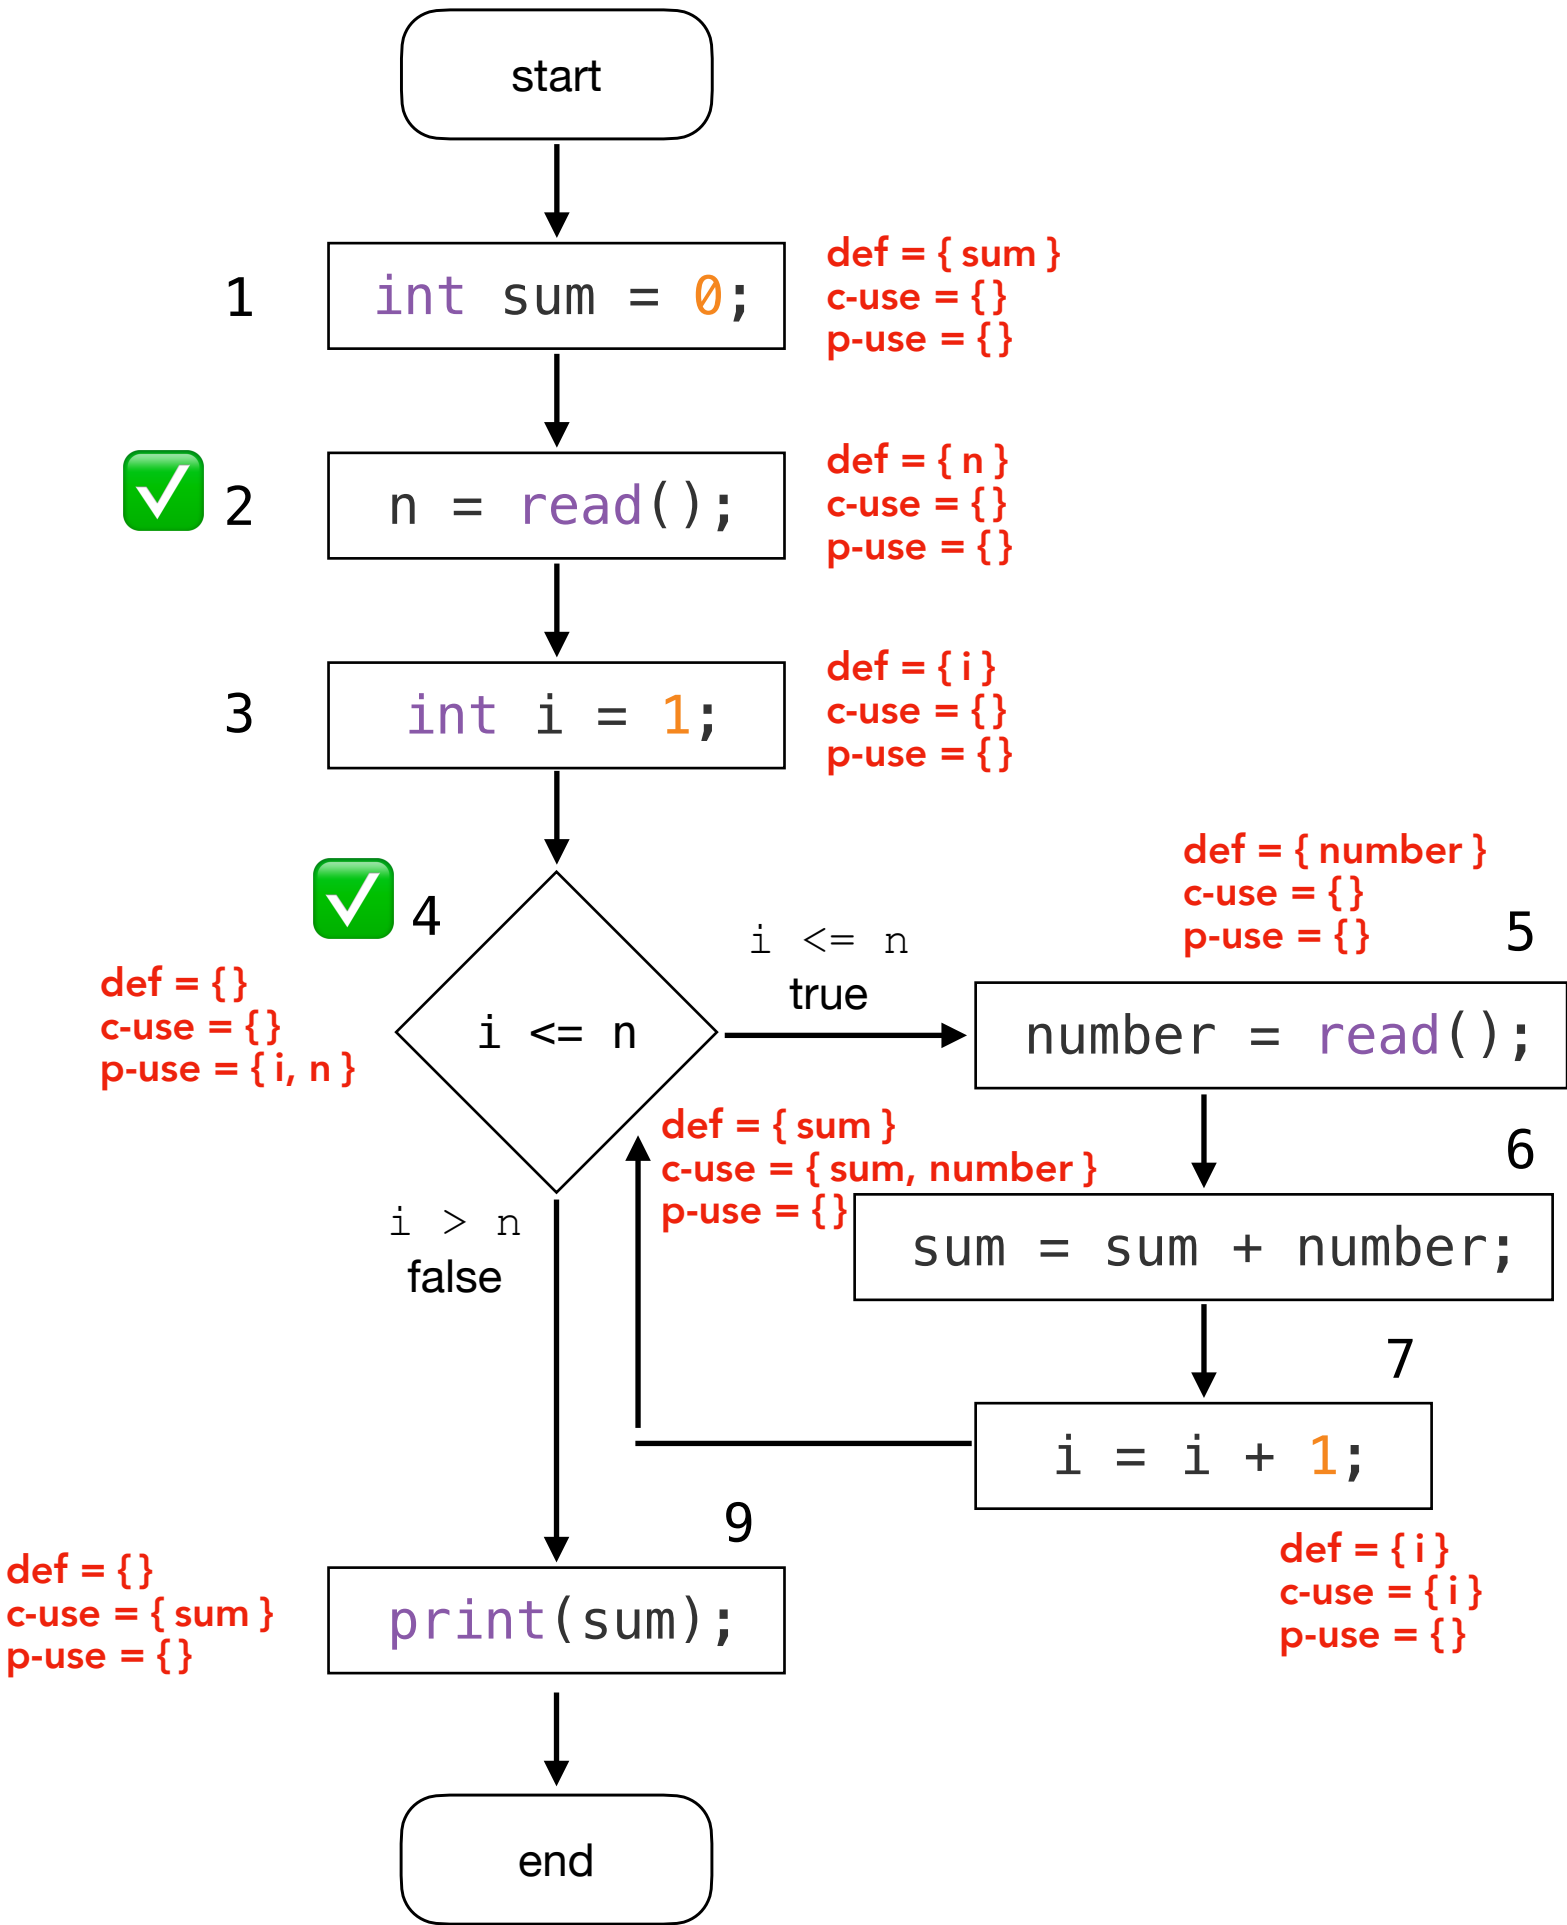 start
1
int sum = 0;
def = { sum }
c-use = { }
p-use = { }
2
n = read();
def = { n }
c-use = { }
p-use = { }
3
int i = 1;
def = { i }
c-use = { }
p-use = { }
4
i <= n
def = { }
c-use = { }
p-use = { i, n }
i <= n
true
def = { number }
c-use = { }
p-use = { }
5
number = read();
6
def = { sum }
c-use = { sum, number }
p-use = { }
sum = sum + number;
i > n
false
7
i = i + 1;
def = { i }
c-use = { i }
p-use = { }
9
print(sum);
def = { }
c-use = { sum }
p-use = { }
end